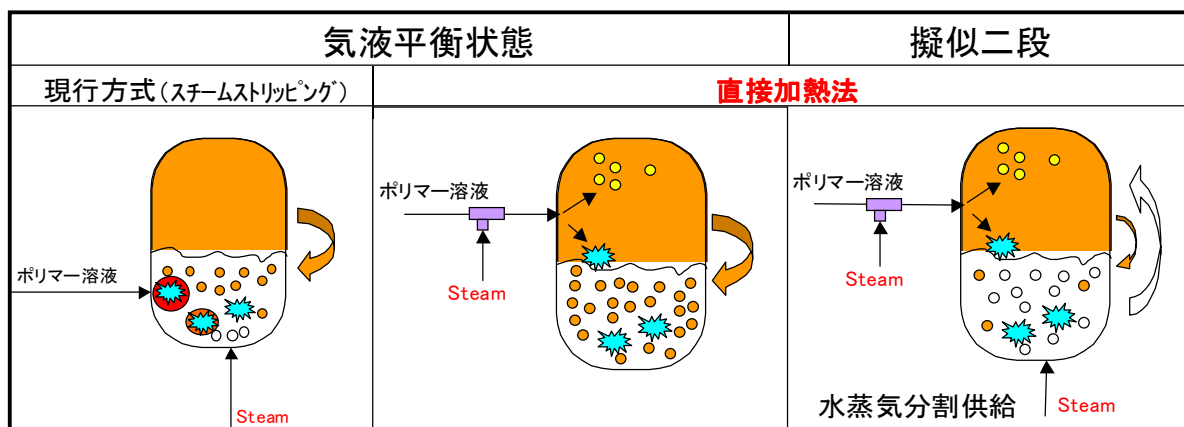 気液平衡状態
擬似二段
現行方式(スチームストリッピング)
直接加熱法
ポリマー溶液
Steam
ポリマー溶液
Steam
ポリマー溶液
Steam
水蒸気分割供給
Steam